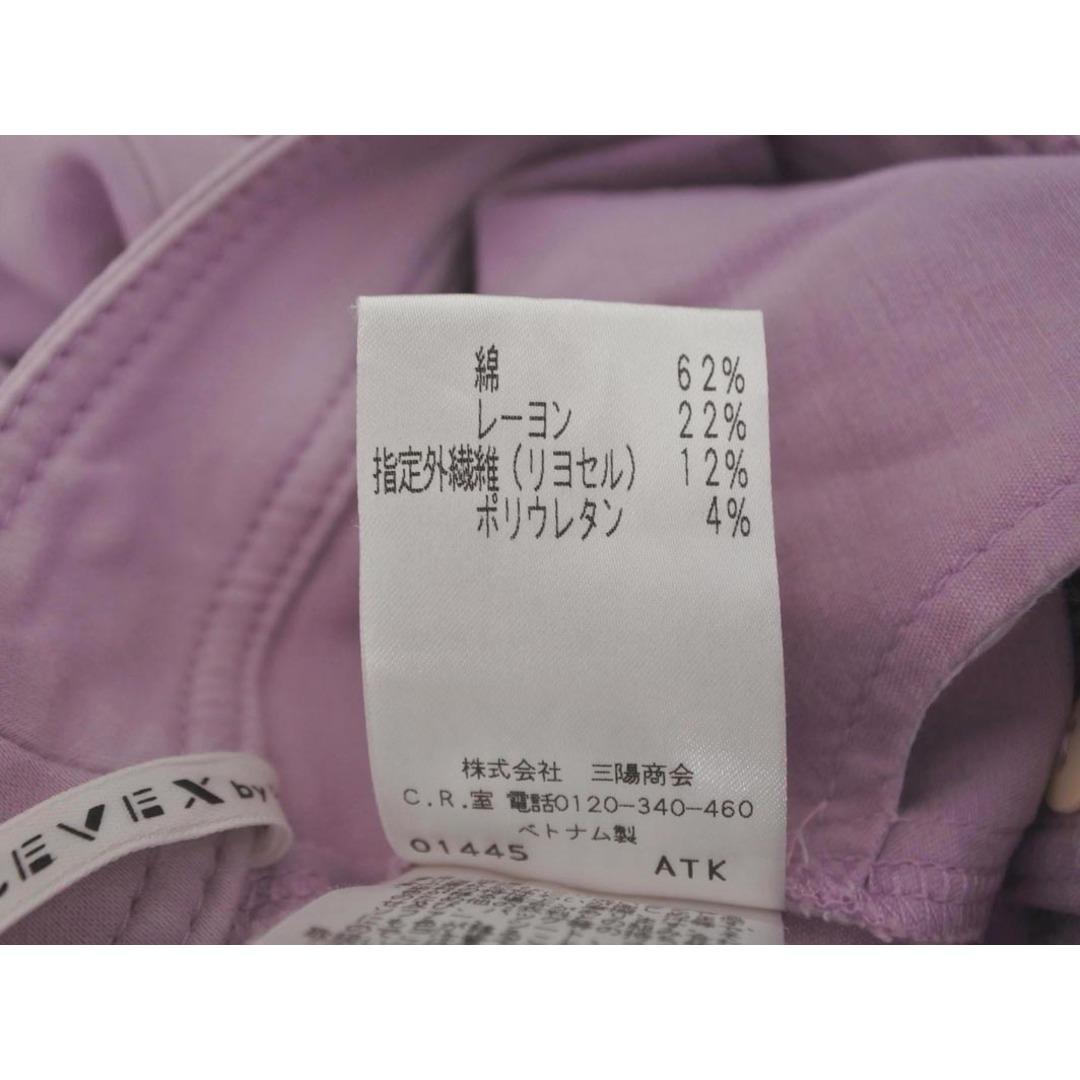 綿 62%
レーヨン 22%
指定外繊維(リヨセル) 12%
ポリウレタン 4%
株式会社 三陽商会
C.R.室 電話0120-340-460
ベトナム製
01445 ATK
EVEX by